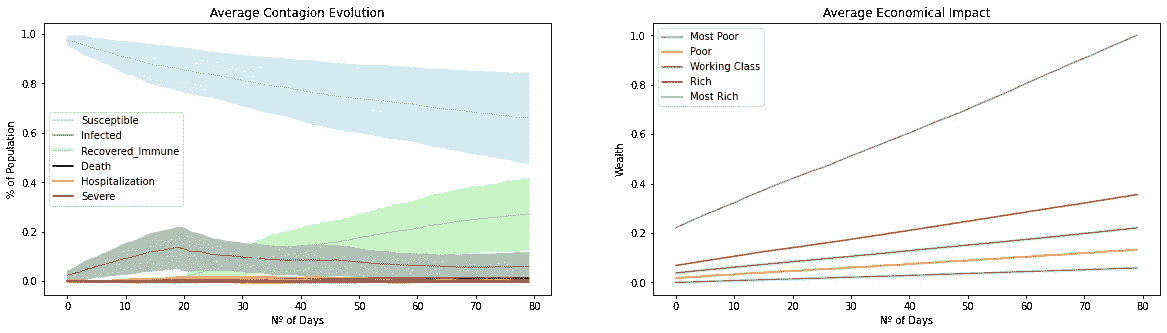 Average Contagion Evolution
% of Population
1.0
0.8
0.6
0.4
0.2
0.0
Susceptible
Infected
Recovered_Immune
Death
Hospitalization
Severe
0 10 20 30 40 50 60 70 80
Nº of Days
Average Economical Impact
Wealth
1.0
0.8
0.6
0.4
0.2
0.0
Most Poor
Poor
Working Class
Rich
Most Rich
0 10 20 30 40 50 60 70 80
Nº of Days